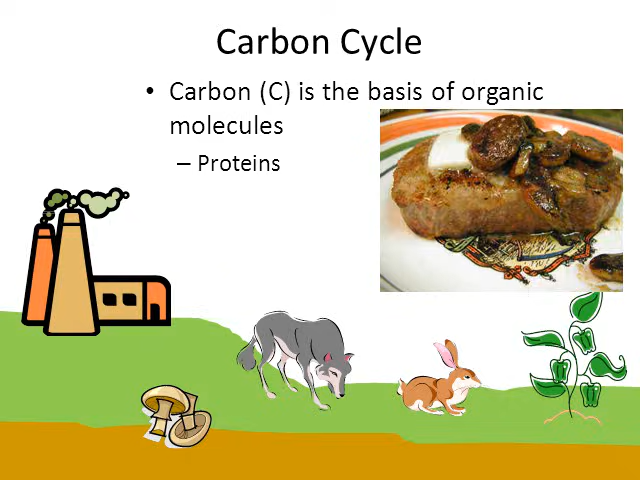 Carbon Cycle
• Carbon (C) is the basis of organic
molecules
– Proteins